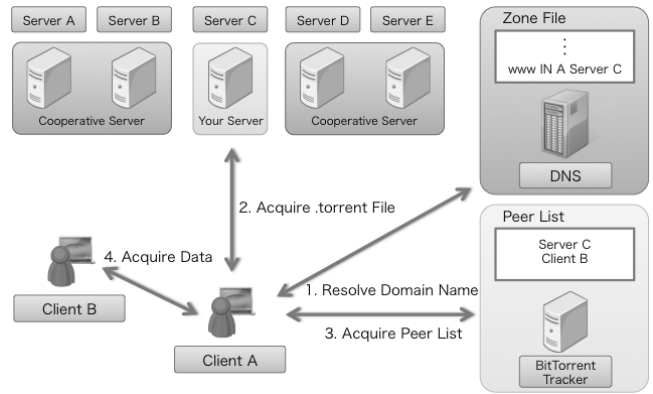 Server A
Server B
Server C
Server D
Server E
Cooperative Server
Your Server
Cooperative Server
Zone File
⋮
www IN A Server C
DNS
2. Acquire .torrent File
Peer List
Server C
Client B
4. Acquire Data
1. Resolve Domain Name
Client B
3. Acquire Peer List
Client A
BitTorrent
Tracker